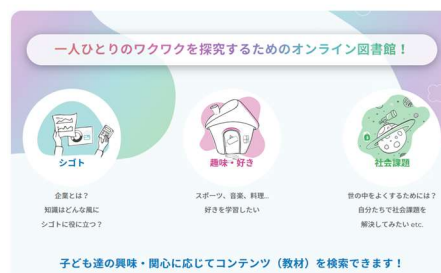 一人ひとりのワクワクを探究するためのオンライン図書館！
シゴト
趣味・好き
社会課題
企業とは？
知識はどんな風に
シゴトに役に立つ？
スポーツ、音楽、料理...
好きを学習したい
世の中をよくするためには？
自分たちで社会課題を
解決してみたい etc.
子ども達の興味・関心に応じてコンテンツ（教材）を検索できます！